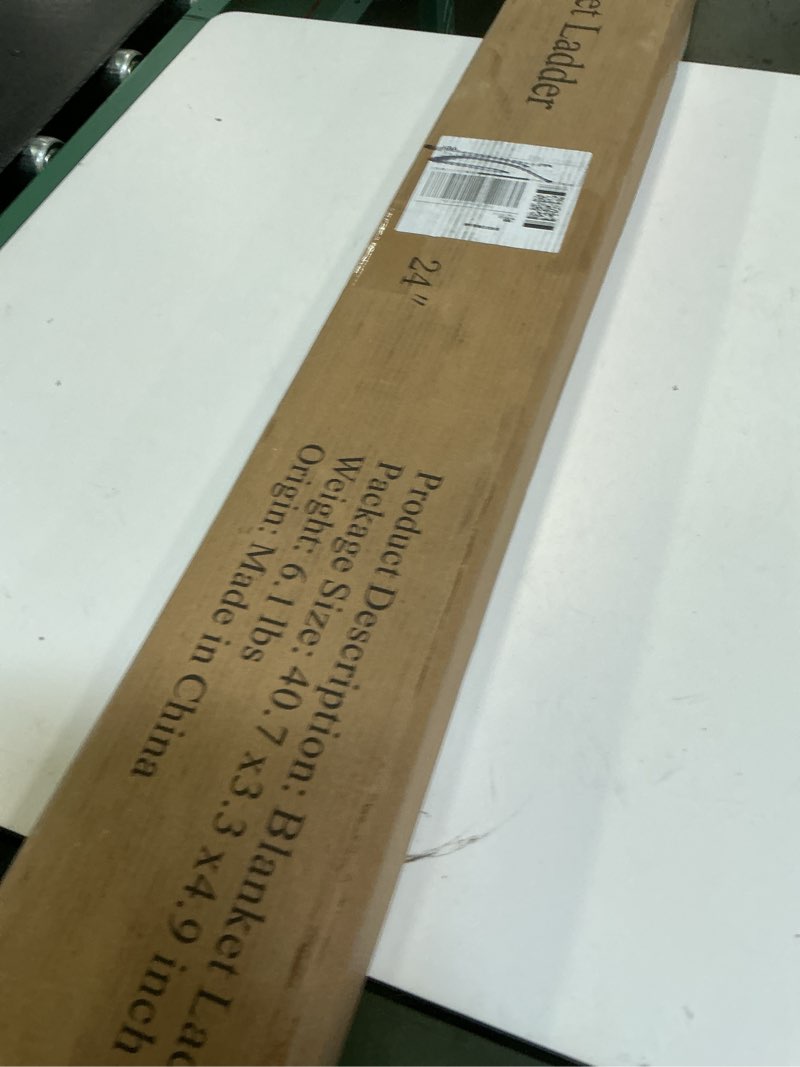 et Ladder
24"
Product Description: Blanket Lad
Package Size: 40.7 x3.3 x4.9 inch
Weight: 6.1 lbs
Origin: Made in China